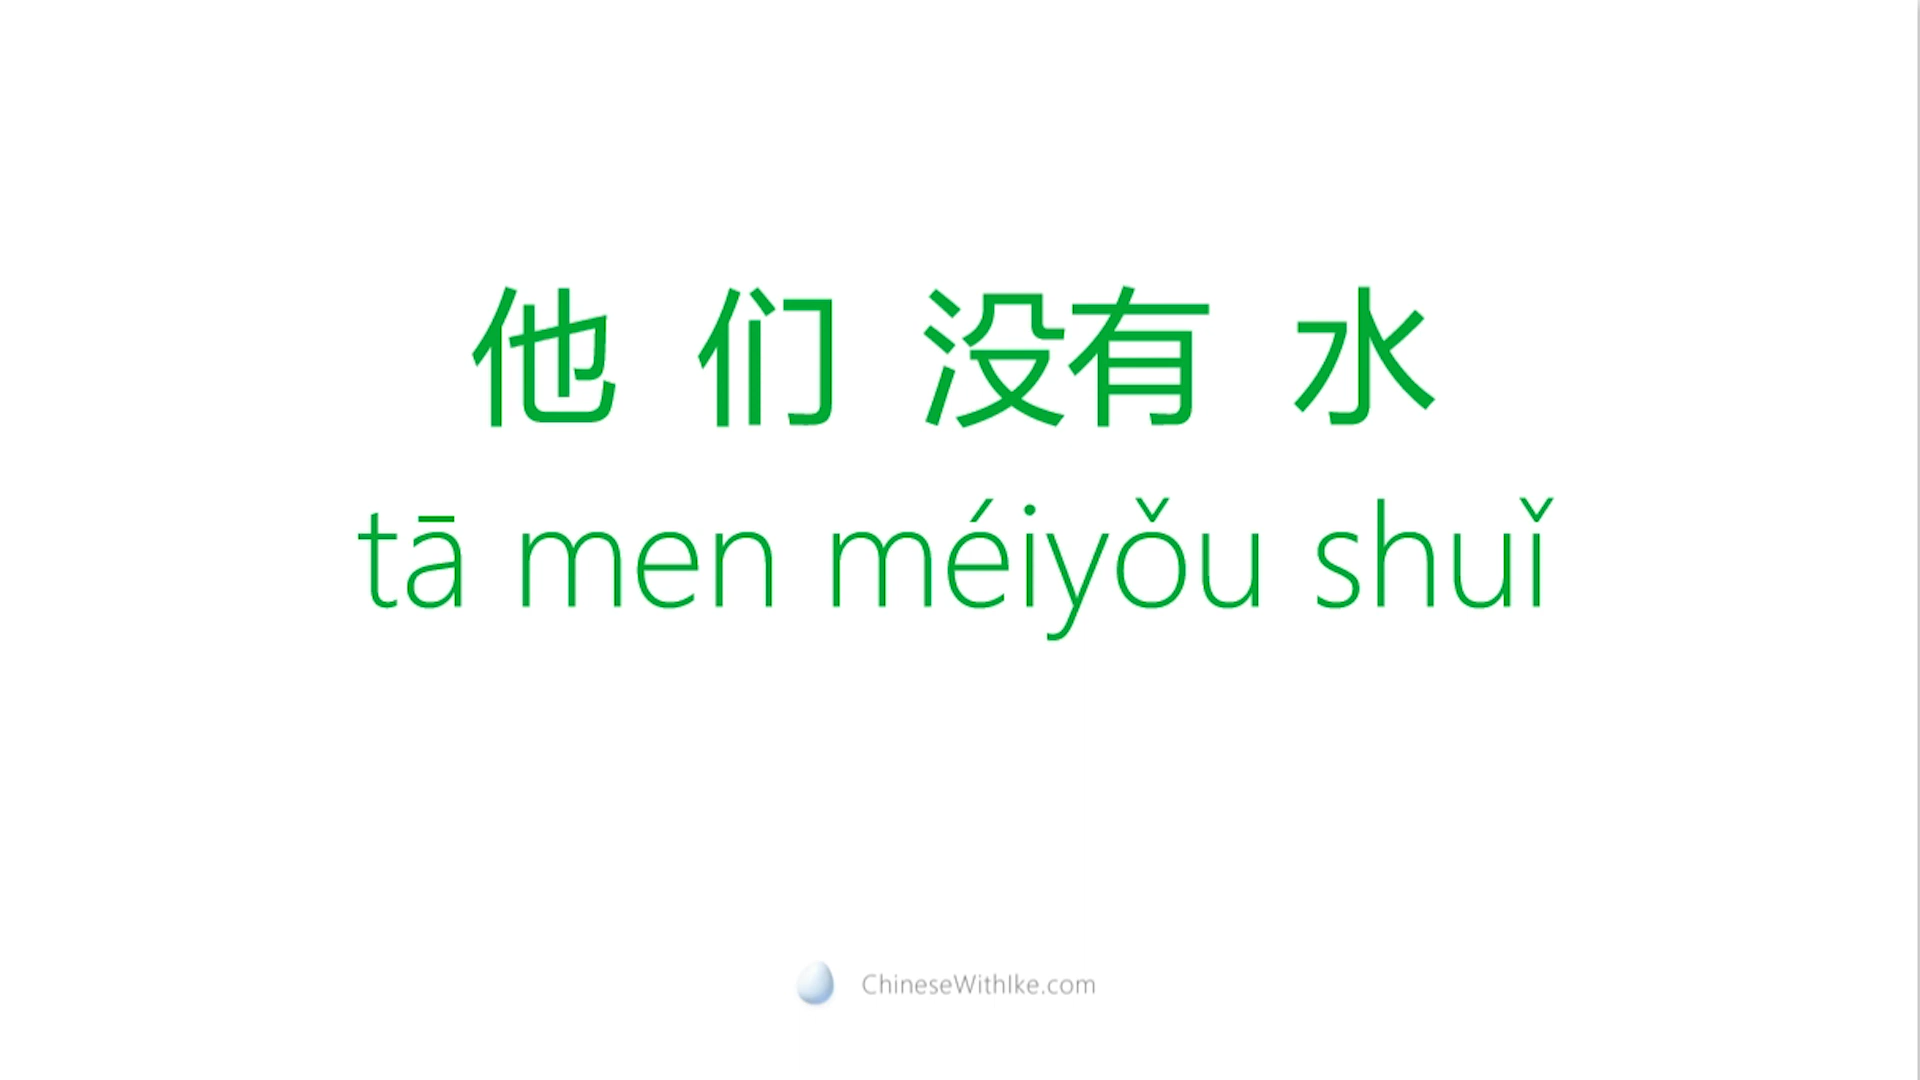 他 们 没有 水
tā men méiyǒu shuǐ
ChineseWithIke.com